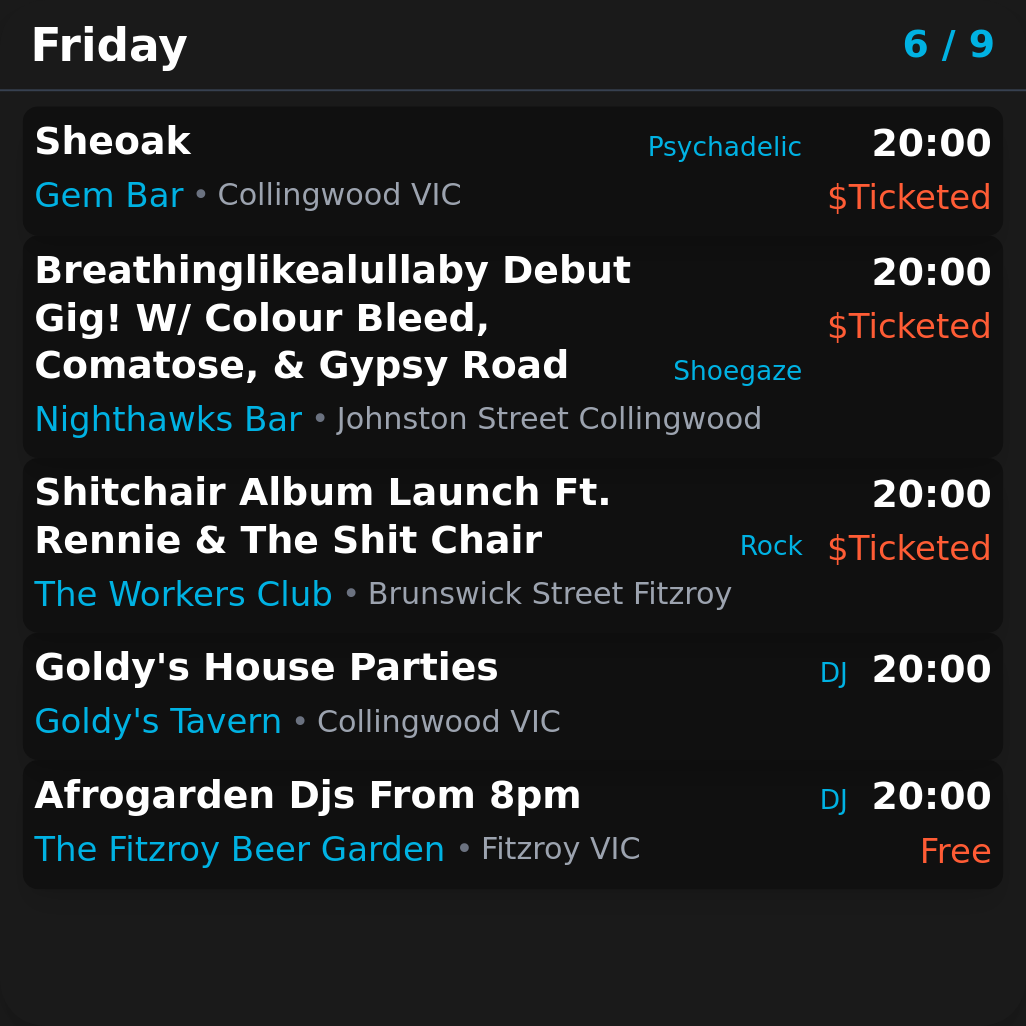 Friday 6 / 9
Sheoak Psychadelic 20:00
Gem Bar • Collingwood VIC $Ticketed
Breathinglikealullaby Debut 20:00
Gig! W/ Colour Bleed, $Ticketed
Comatose, & Gypsy Road Shoegaze
Nighthawks Bar • Johnston Street Collingwood
Shitchair Album Launch Ft. 20:00
Rennie & The Shit Chair Rock $Ticketed
The Workers Club • Brunswick Street Fitzroy
Goldy's House Parties DJ 20:00
Goldy's Tavern • Collingwood VIC
Afrogarden Djs From 8pm DJ 20:00
The Fitzroy Beer Garden • Fitzroy VIC Free